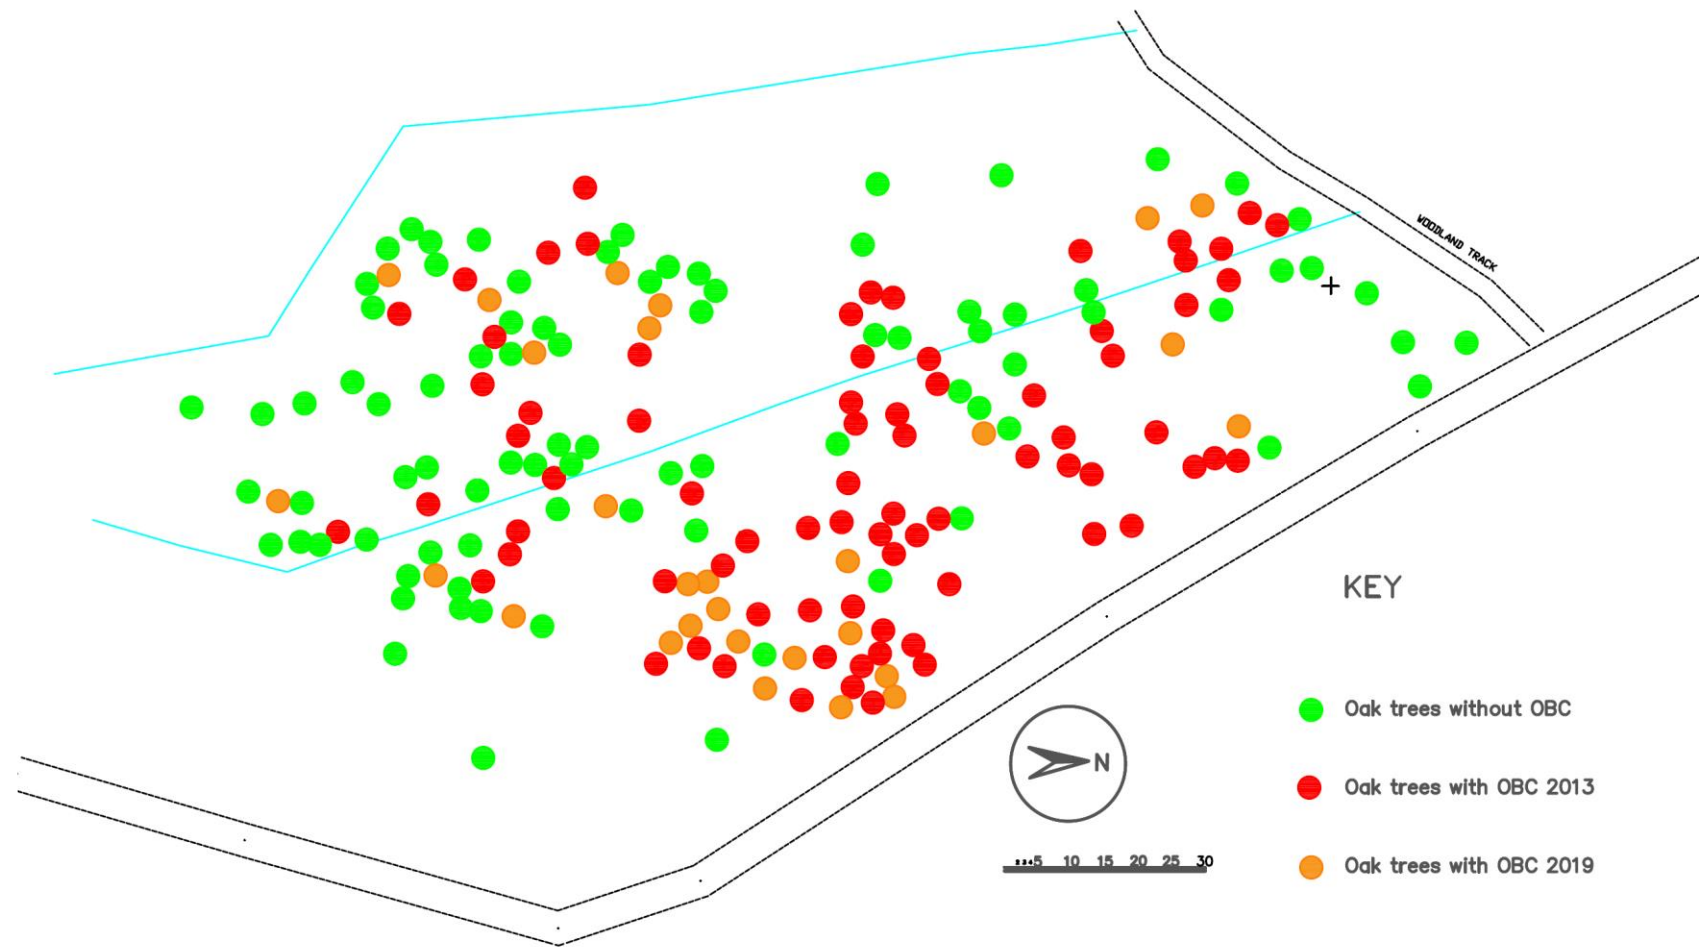 WOODLAND TRACK
KEY
Oak trees without OBC
N
Oak trees with OBC 2013
2345 10 15 20 25 30
Oak trees with OBC 2019